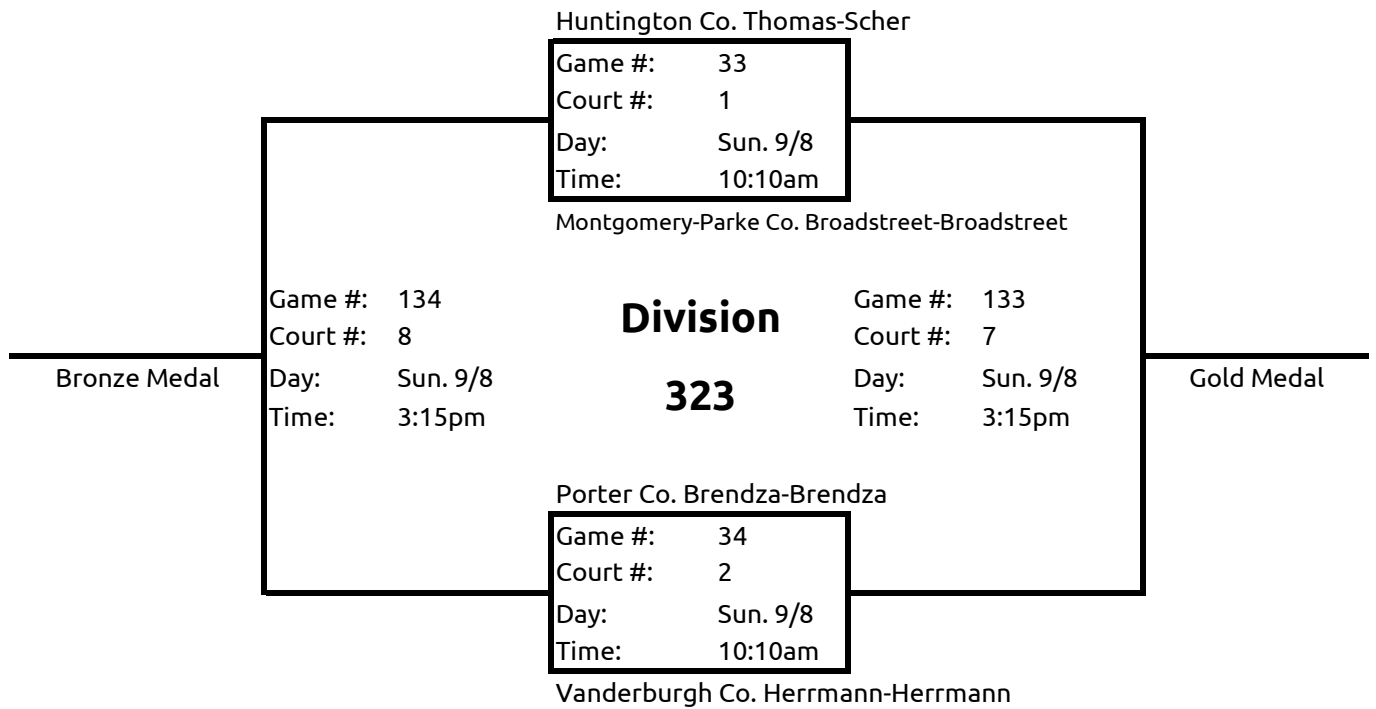 Huntington Co. Thomas-Scher
Game #: 33
Court #: 1
Day: Sun. 9/8
Time: 10:10am
Montgomery-Parke Co. Broadstreet-Broadstreet
Game #: 134
Court #: 8
Day: Sun. 9/8
Time: 3:15pm
Bronze Medal
Division
323
Game #: 133
Court #: 7
Day: Sun. 9/8
Time: 3:15pm
Gold Medal
Porter Co. Brendza-Brendza
Game #: 34
Court #: 2
Day: Sun. 9/8
Time: 10:10am
Vanderburgh Co. Herrmann-Herrmann